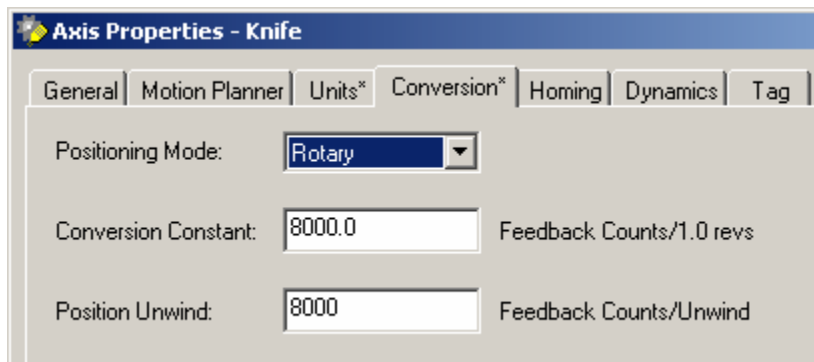 Axis Properties - Knife
General Motion Planner Units* Conversion* Homing Dynamics Tag
Positioning Mode: Rotary
Conversion Constant: 8000.0 Feedback Counts/1.0 revs
Position Unwind: 8000 Feedback Counts/Unwind